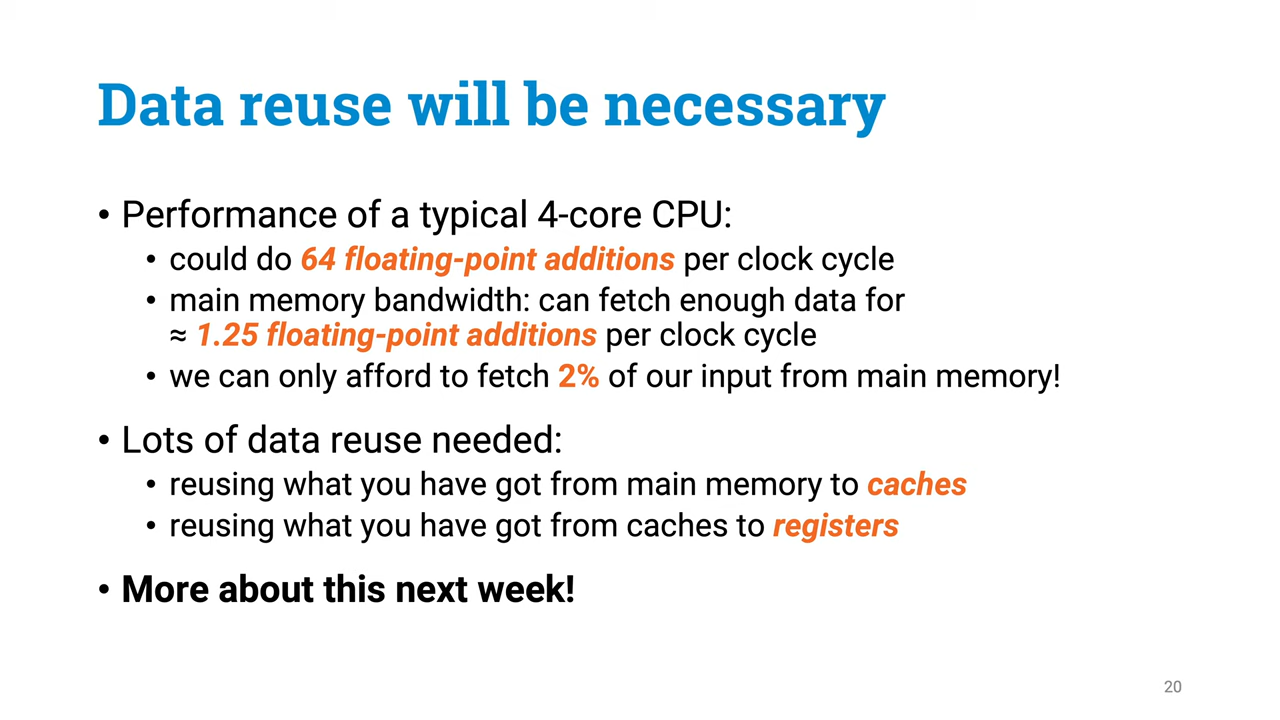 Data reuse will be necessary
• Performance of a typical 4-core CPU:
• could do 64 floating-point additions per clock cycle
• main memory bandwidth: can fetch enough data for
≈ 1.25 floating-point additions per clock cycle
• we can only afford to fetch 2% of our input from main memory!
• Lots of data reuse needed:
• reusing what you have got from main memory to caches
• reusing what you have got from caches to registers
• More about this next week!
20